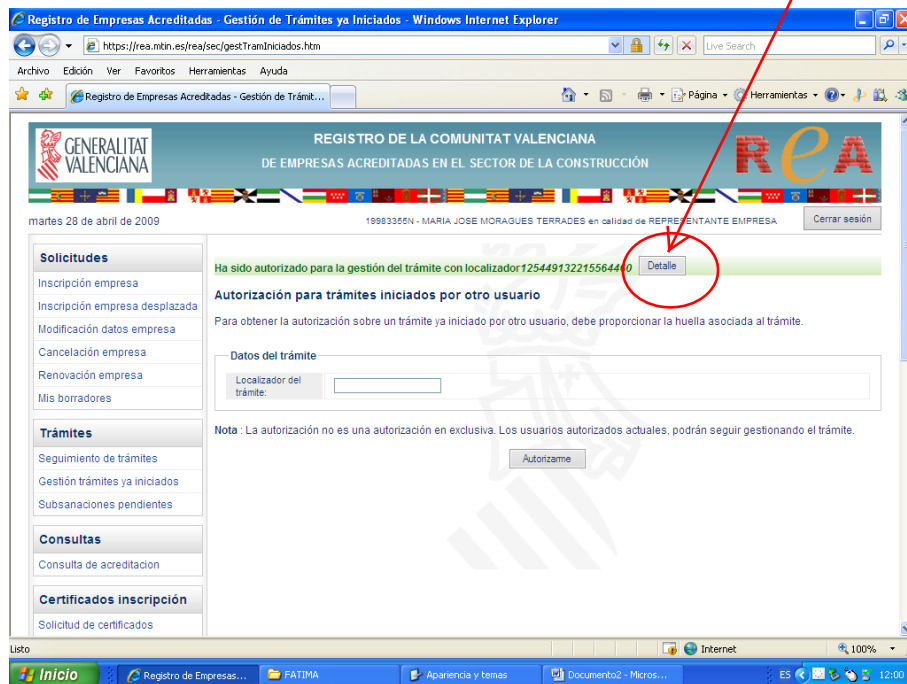 Registro de Empresas Acreditadas - Gestión de Trámites ya Iniciados - Windows Internet Explorer
https://rea.mtin.es/rea/sec/gestTramIniciados.htm
Live Search
Archivo Edición Ver Favoritos Herramientas Ayuda
Registro de Empresas Acreditadas - Gestión de Trámit...
Página Herramientas
GENERALITAT
VALENCIANA
REGISTRO DE LA COMUNITAT VALENCIANA
DE EMPRESAS ACREDITADAS EN EL SECTOR DE LA CONSTRUCCIÓN
ReA
martes 28 de abril de 2009
19983355N - MARIA JOSE MORAGUES TERRADES en calidad de REPRESENTANTE EMPRESA
Cerrar sesión
Solicitudes
Inscripción empresa
Inscripción empresa desplazada
Modificación datos empresa
Cancelación empresa
Renovación empresa
Mis borradores
Trámites
Seguimiento de trámites
Gestión trámites ya iniciados
Subsanaciones pendientes
Consultas
Consulta de acreditacion
Certificados inscripción
Solicitud de certificados
Ha sido autorizado para la gestión del trámite con localizador
Detalle
Autorización para trámites iniciados por otro usuario
Para obtener la autorización sobre un trámite ya iniciado por otro usuario, debe proporcionar la huella asociada al trámite.
Datos del trámite
Localizador del
trámite:
Nota : La autorización no es una autorización en exclusiva. Los usuarios autorizados actuales, podrán seguir gestionando el trámite.
Autorizarme
Listo
Internet
100%
Inicio
Registro de Empresas...
FATIMA
Apariencia y temas
Documento2 - Micros...
ES
12:00